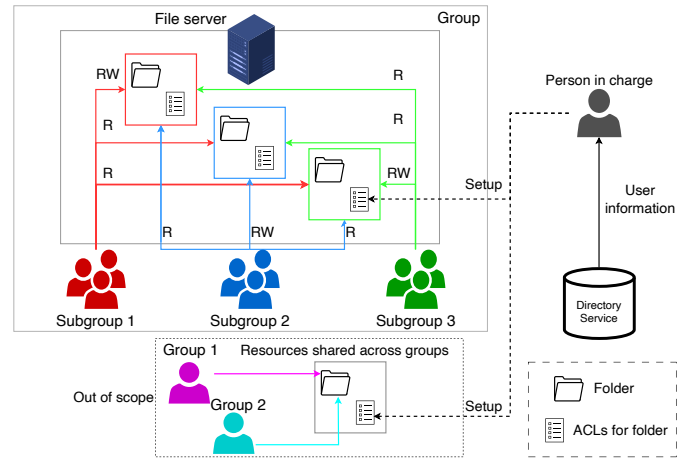 Group
File server
RW
R
R
R
R
RW
R
RW
R
Subgroup 1
Subgroup 2
Subgroup 3
Person in charge
Setup
User
information
Directory
Service
Group 1
Resources shared across groups
Out of scope
Group 2
Setup
Folder
ACLs for folder